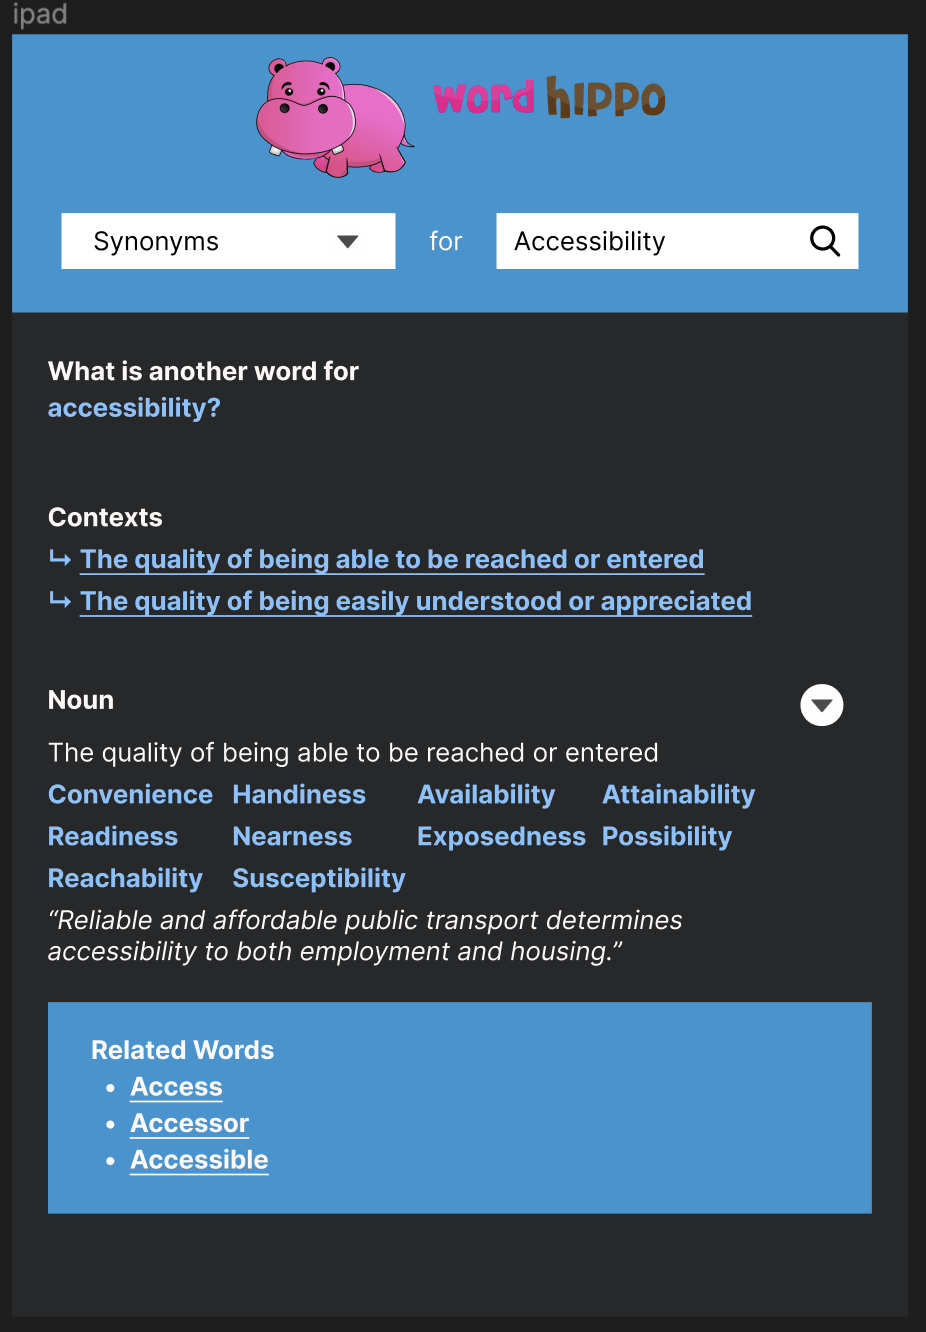 ipad
word hippo
Synonyms for Accessibility
What is another word for
accessibility?
Contexts
↳ The quality of being able to be reached or entered
↳ The quality of being easily understood or appreciated
Noun
The quality of being able to be reached or entered
Convenience Handiness Availability Attainability
Readiness Nearness Exposedness Possibility
Reachability Susceptibility
“Reliable and affordable public transport determines
accessibility to both employment and housing.”
Related Words
• Access
• Accessor
• Accessible